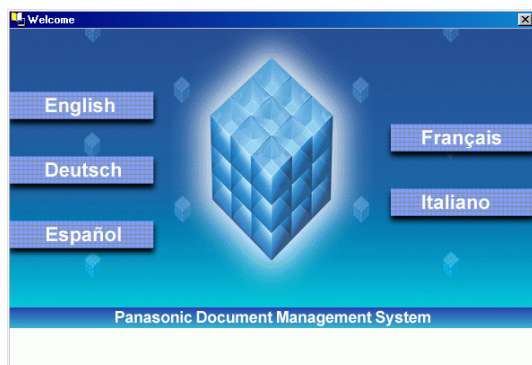 Welcome
English
Deutsch
Español
Français
Italiano
Panasonic Document Management System